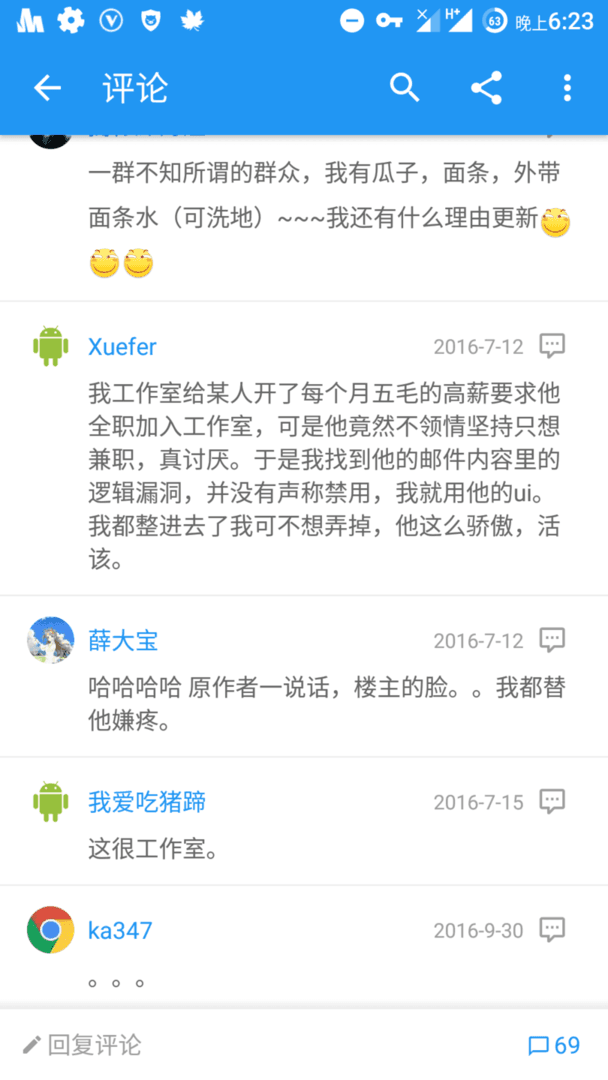 H+
63
晚上6:23
评论
一群不知所谓的群众，我有瓜子，面条，外带
面条水（可洗地）~~~我还有什么理由更新
Xuefer
2016-7-12
我工作室给某人开了每个月五毛的高薪要求他
全职加入工作室，可是他竟然不领情坚持只想
兼职，真讨厌。于是我找到他的邮件内容里的
逻辑漏洞，并没有声称禁用，我就用他的ui。
我都整进去了我可不想弄掉，他这么骄傲，活
该。
薛大宝
2016-7-12
哈哈哈哈 原作者一说话，楼主的脸。。我都替
他嫌疼。
我爱吃猪蹄
2016-7-15
这很工作室。
ka347
2016-9-30
。。。
回复评论
69